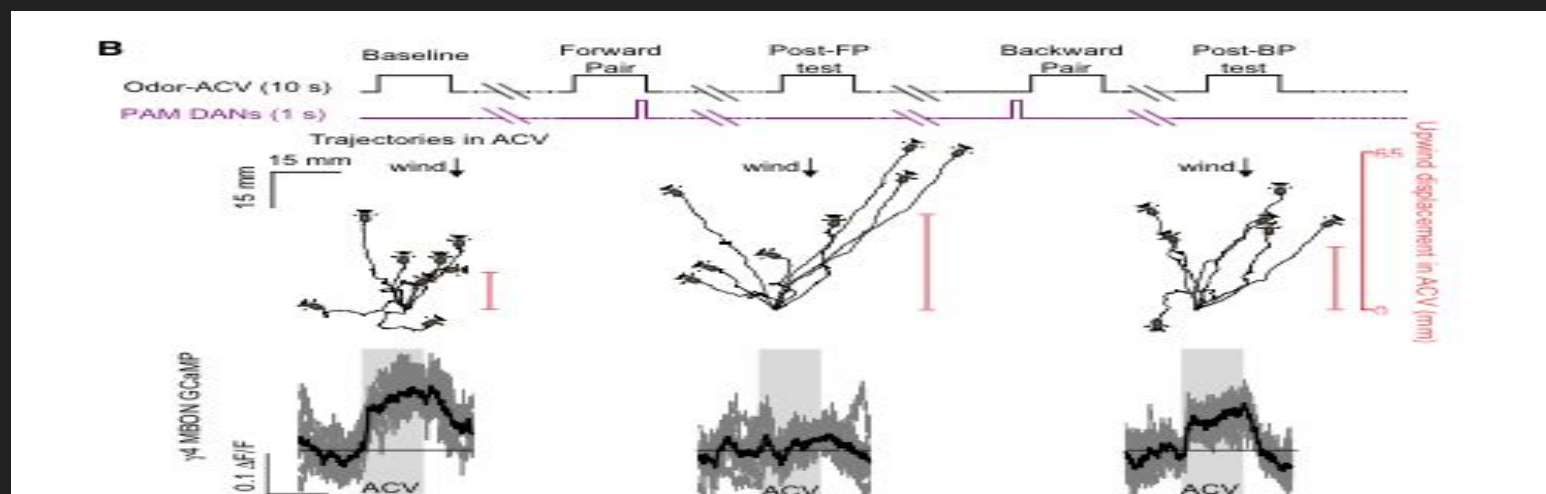 B
Baseline
Forward
Pair
Post-FP
test
Backward
Pair
Post-BP
test
Odor-ACV (10 s)
PAM DANs (1 s)
Trajectories in ACV
15 mm
15 mm
wind
wind
wind
65
0
Upwind displacement in ACV (mm)
γ4 MBON GCaMP
0.1 ΔF/F
ACV
ACV
ACV